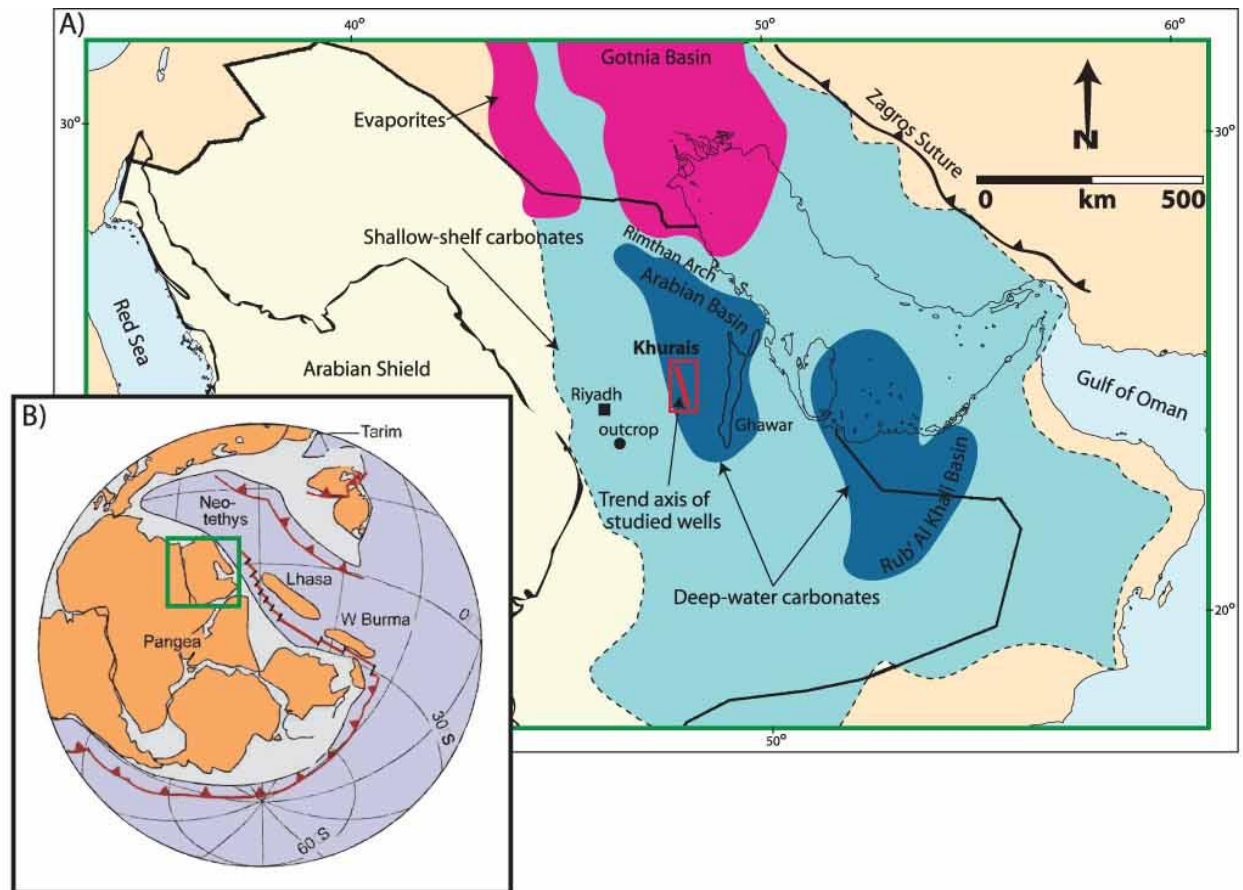 A)
40°
50°
60°
Gotnia Basin
Evaporites
Zagros Suture
N
30°
30°
0 km 500
Shallow-shelf carbonates
Rimthan Arch
Arabian Basin
Red Sea
Khurais
Arabian Shield
Riyadh
outcrop
Ghawar
Gulf of Oman
Trend axis of
studied wells
Rub' Al Khali Basin
Deep-water carbonates
20°
50°
B)
Tarim
Neo-
tethys
Lhasa
W Burma
Pangea
0
30 S
60 S